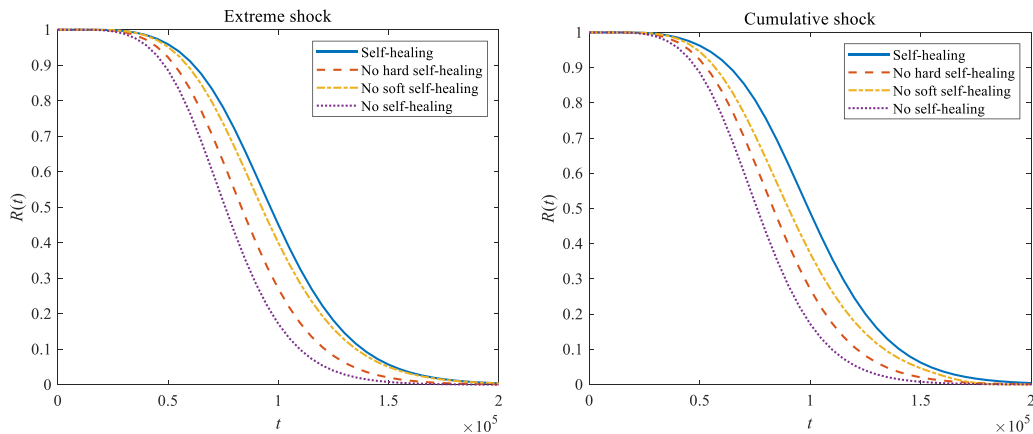 Extreme shock
1
0.9
0.8
0.7
0.6
0.5
0.4
0.3
0.2
0.1
0
R(t)
Self-healing
No hard self-healing
No soft self-healing
No self-healing
0 0.5 1 1.5 2
t
×10^5
Cumulative shock
1
0.9
0.8
0.7
0.6
0.5
0.4
0.3
0.2
0.1
0
R(t)
Self-healing
No hard self-healing
No soft self-healing
No self-healing
0 0.5 1 1.5 2
t
×10^5